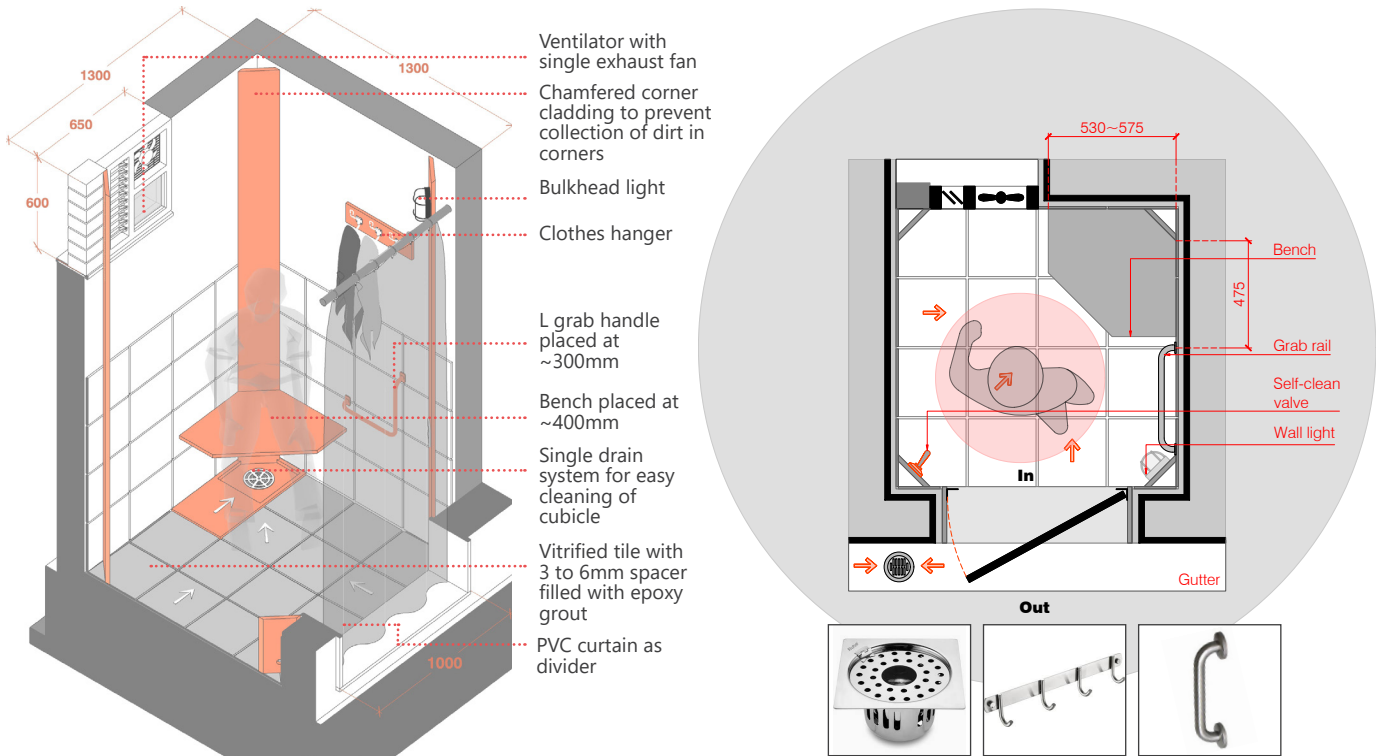 1300
1300
650
600
1000
Ventilator with
single exhaust fan
Chamfered corner
cladding to prevent
collection of dirt in
corners
Bulkhead light
Clothes hanger
L grab handle
placed at
~300mm
Bench placed at
~400mm
Single drain
system for easy
cleaning of
cubicle
Vitrified tile with
3 to 6mm spacer
filled with epoxy
grout
PVC curtain as
divider
530~575
Bench
475
Grab rail
Self-clean
valve
Wall light
In
Gutter
Out